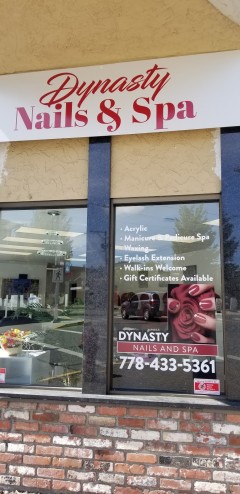 Dynasty
Nails & Spa
- Acrylic
- Manicure & Pedicure Spa
- Waxing
- Eyelash Extension
- Walk-ins Welcome
- Gift Certificates Available
DYNASTY
NAILS AND SPA
778-433-5361